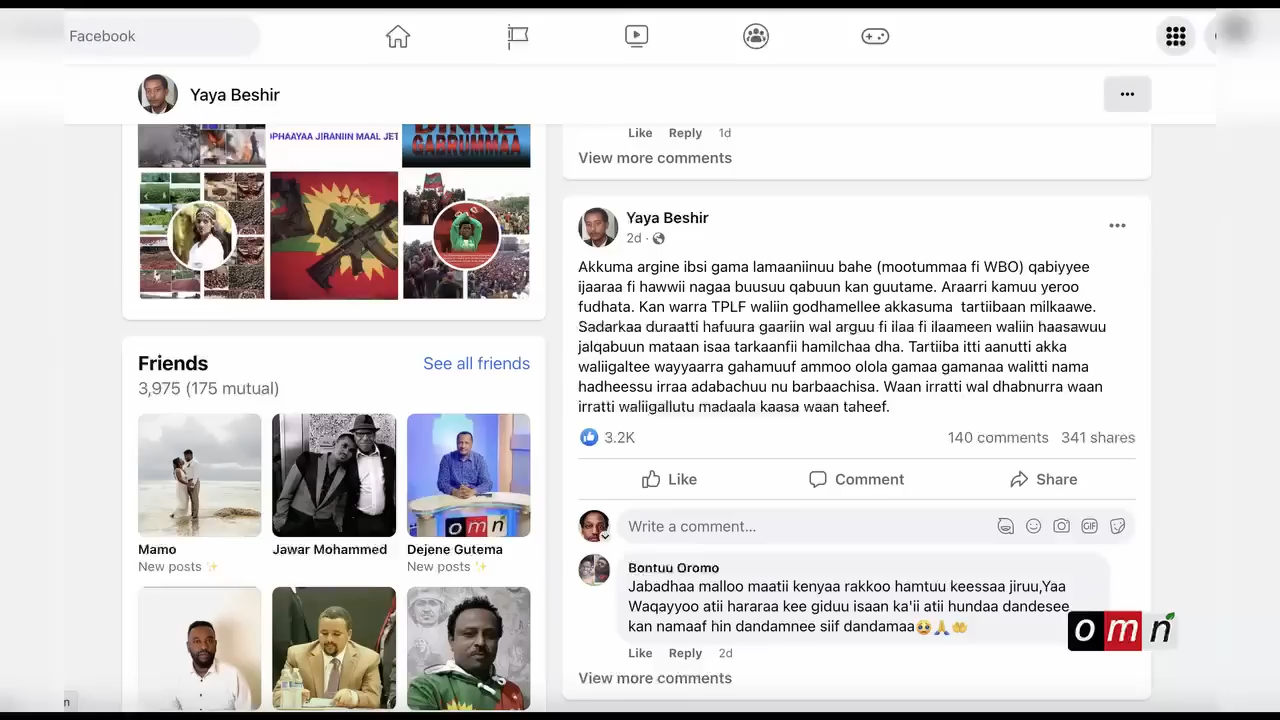 Facebook
Yaya Beshir
OPHAAYAA JIRANIIN MAAL JET
DINNE
GARRUMMAA
Friends
See all friends
3,975 (175 mutual)
Mamo
New posts ✨
Jawar Mohammed
Dejene Gutema
New posts ✨
omn
Like Reply 1d
View more comments
Yaya Beshir
2d ·
Akkuma argine ibsi gama lamaaniinuu bahe (mootummaa fi WBO) qabiyyee
ijaaraa fi hawwii nagaa buusuu qabuun kan guutame. Araarri kamuu yeroo
fudhata. Kan warra TPLF waliin godhamellee akkasuma tartiibaan milkaawe.
Sadarkaa duraatti hafuura gaariin wal arguu fi ilaa fi ilaameen waliin haasawuu
jalqabuun mataan isaa tarkaanfii hamilchaa dha. Tartiiba itti aanutti akka
waliigaltee wayyaarra gahamuuf ammoo olola gamaa gamanaa walitti nama
hadheessu irraa adabachuu nu barbaachisa. Waan irratti wal dhabnurra waan
irratti waliigallutu madaala kaasa waan taheef.
3.2K
140 comments 341 shares
Like Comment Share
Write a comment...
GIF
Bontuu Oromo
Jabadhaa malloo maatii kenyaa rakkoo hamtuu keessaa jiruu,Yaa
Waqayyoo atii hararaa kee giduu isaan ka'ii atii hundaa dandesee
kan namaaf hin dandamnee siif dandamaa🥹🙏🤲
Like Reply 2d
View more comments
omn